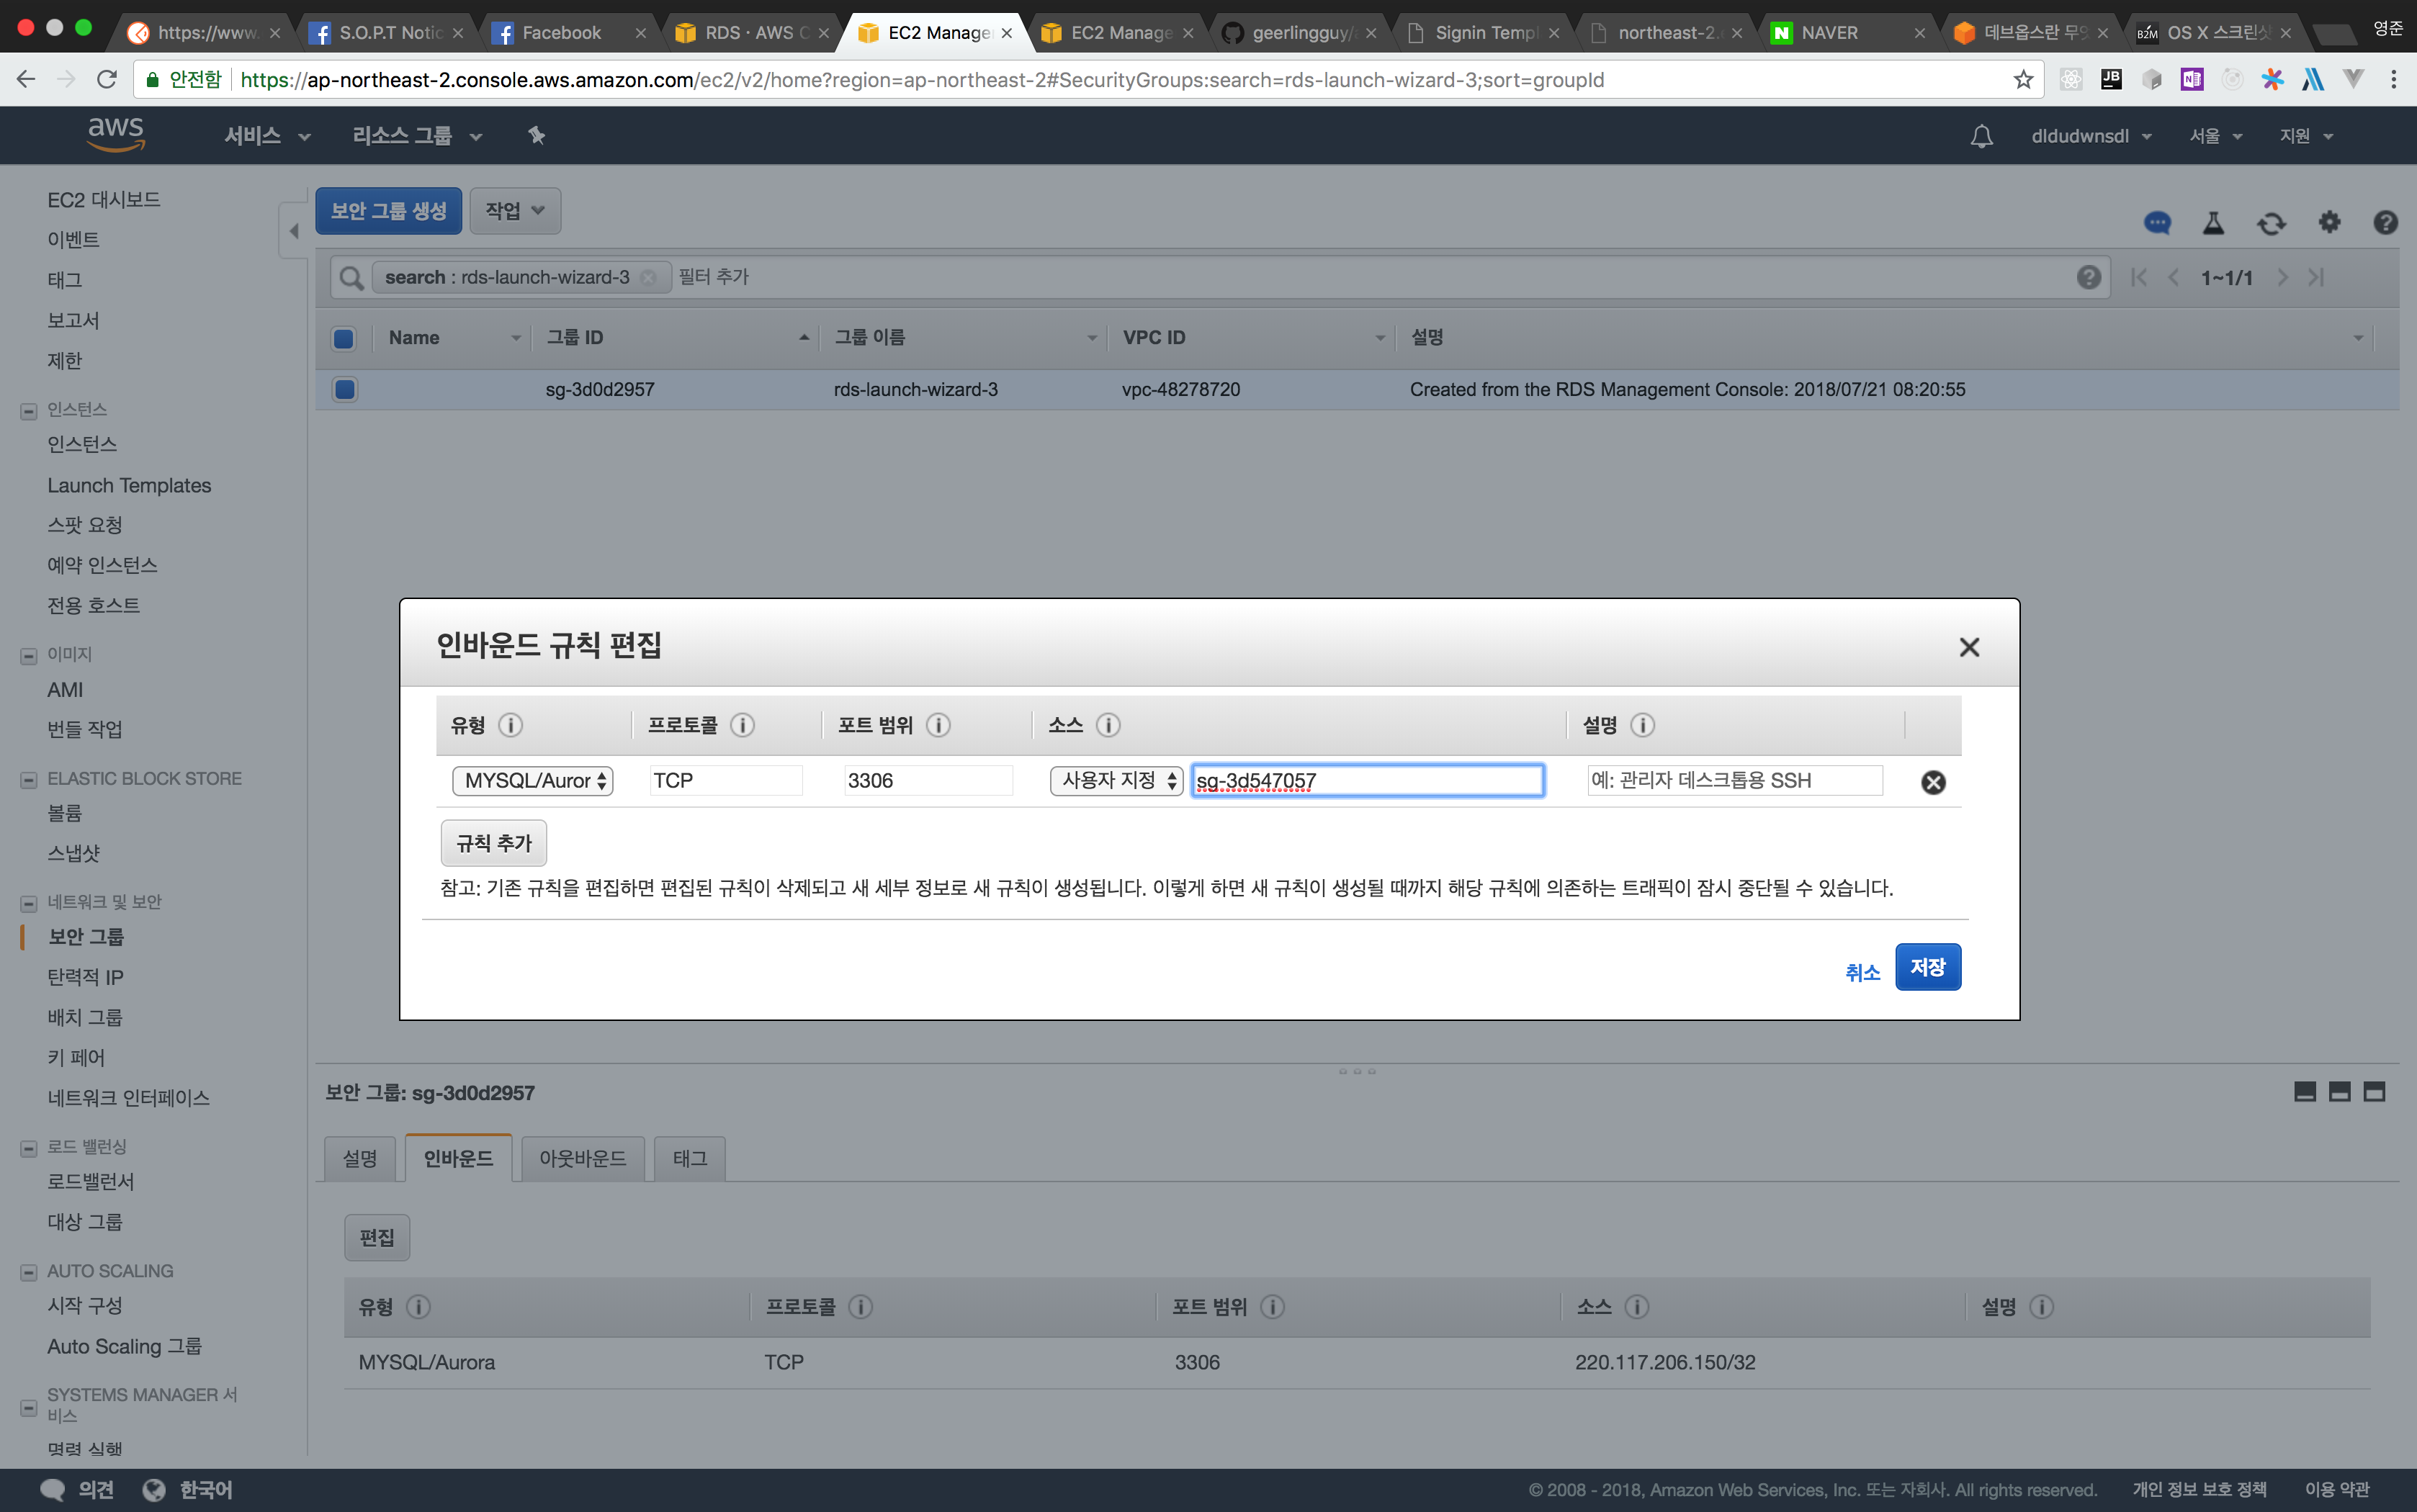 https://www.
S.O.P.T Notic
Facebook
RDS · AWS C
EC2 Manage
EC2 Manage
geerlingguy/
Signin Templ
northeast-2.
NAVER
데브옵스란 무엇
OS X 스크린샷
영준
안전함
https://ap-northeast-2.console.aws.amazon.com/ec2/v2/home?region=ap-northeast-2#SecurityGroups:search=rds-launch-wizard-3;sort=groupId
aws
서비스
리소스 그룹
dldudwnsdl
서울
지원
EC2 대시보드
이벤트
태그
보고서
제한
인스턴스
인스턴스
Launch Templates
스팟 요청
예약 인스턴스
전용 호스트
이미지
AMI
번들 작업
ELASTIC BLOCK STORE
볼륨
스냅샷
네트워크 및 보안
보안 그룹
탄력적 IP
배치 그룹
키 페어
네트워크 인터페이스
로드 밸런싱
로드밸런서
대상 그룹
AUTO SCALING
시작 구성
Auto Scaling 그룹
SYSTEMS MANAGER 서
비스
명령 실행
보안 그룹 생성
작업
search : rds-launch-wizard-3 필터 추가
1~1/1
Name 그룹 ID 그룹 이름 VPC ID 설명
sg-3d0d2957 rds-launch-wizard-3 vpc-48278720 Created from the RDS Management Console: 2018/07/21 08:20:55
인바운드 규칙 편집
유형 프로토콜 포트 범위 소스 설명
MYSQL/Auror TCP 3306 사용자 지정 sg-3d547057 예: 관리자 데스크톱용 SSH
규칙 추가
참고: 기존 규칙을 편집하면 편집된 규칙이 삭제되고 새 세부 정보로 새 규칙이 생성됩니다. 이렇게 하면 새 규칙이 생성될 때까지 해당 규칙에 의존하는 트래픽이 잠시 중단될 수 있습니다.
취소 저장
보안 그룹: sg-3d0d2957
설명 인바운드 아웃바운드 태그
편집
유형 프로토콜 포트 범위 소스 설명
MYSQL/Aurora TCP 3306 220.117.206.150/32
의견 한국어
© 2008 - 2018, Amazon Web Services, Inc. 또는 자회사. All rights reserved. 개인 정보 보호 정책 이용 약관